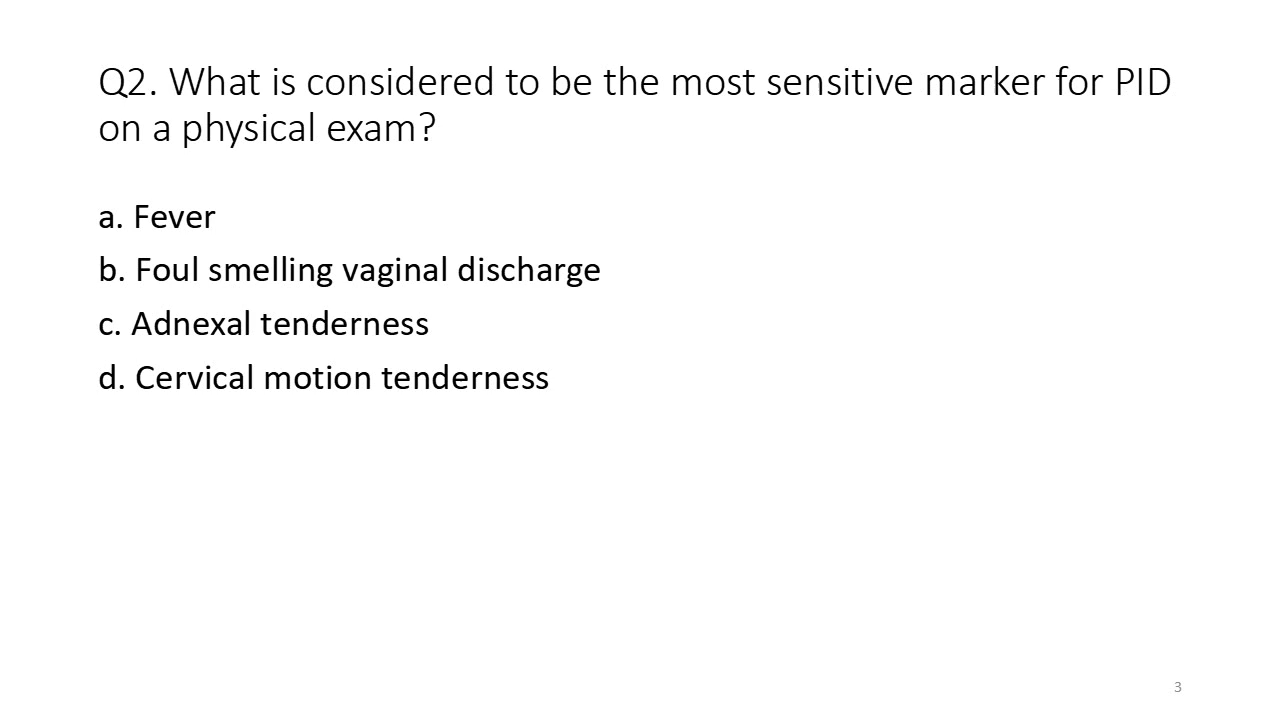 Q2. What is considered to be the most sensitive marker for PID
on a physical exam?
a. Fever
b. Foul smelling vaginal discharge
c. Adnexal tenderness
d. Cervical motion tenderness
3